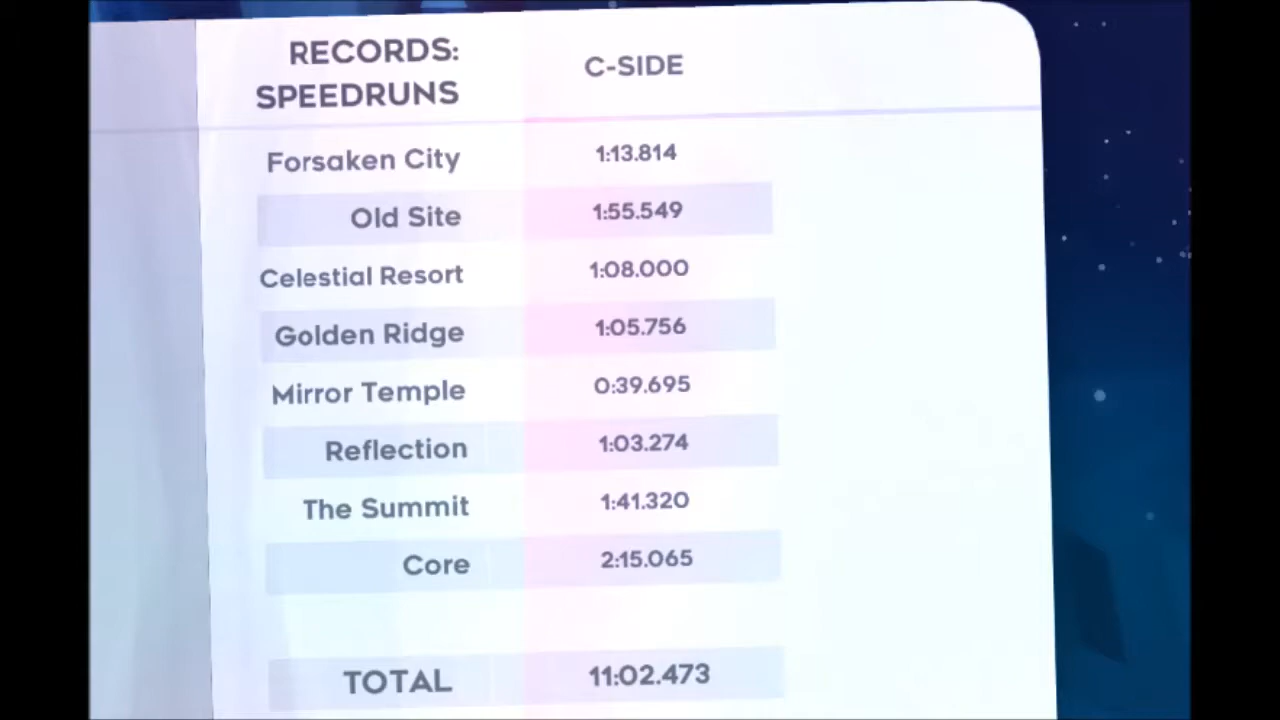 RECORDS:
SPEEDRUNS
C-SIDE
Forsaken City 1:13.814
Old Site 1:55.549
Celestial Resort 1:08.000
Golden Ridge 1:05.756
Mirror Temple 0:39.695
Reflection 1:03.274
The Summit 1:41.320
Core 2:15.065
TOTAL 11:02.473